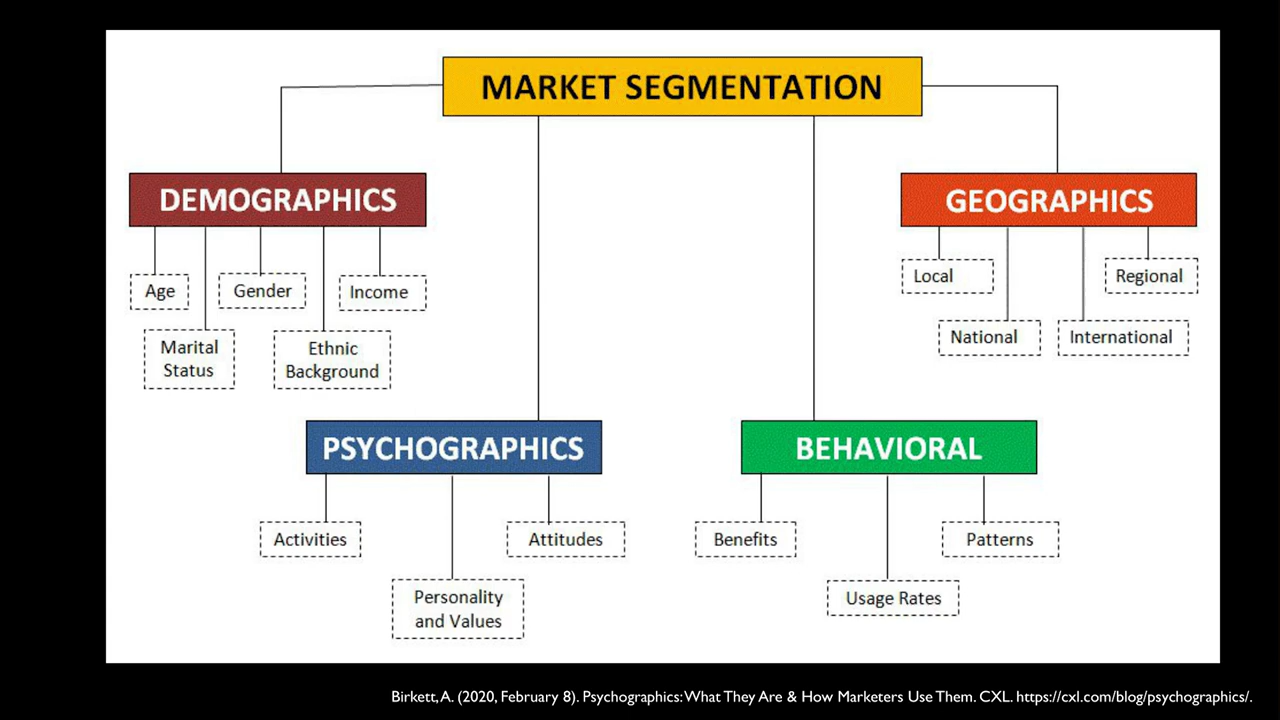 MARKET SEGMENTATION
DEMOGRAPHICS
Age
Gender
Income
Marital
Status
Ethnic
Background
GEOGRAPHICS
Local
Regional
National
International
PSYCHOGRAPHICS
Activities
Attitudes
Personality
and Values
BEHAVIORAL
Benefits
Patterns
Usage Rates
Birkett, A. (2020, February 8). Psychographics: What They Are & How Marketers Use Them. CXL. https://cxl.com/blog/psychographics/.